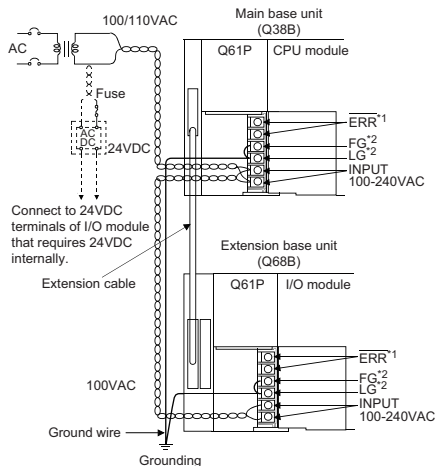 100/110VAC
Main base unit
(Q38B)
AC
Q61P
CPU module
Fuse
AC
DC
24VDC
ERR*1
FG*2
LG*2
INPUT
100-240VAC
Connect to 24VDC
terminals of I/O module
that requires 24VDC
internally.
Extension cable
Extension base unit
(Q68B)
Q61P
I/O module
100VAC
ERR*1
FG*2
LG*2
INPUT
100-240VAC
Ground wire
Grounding